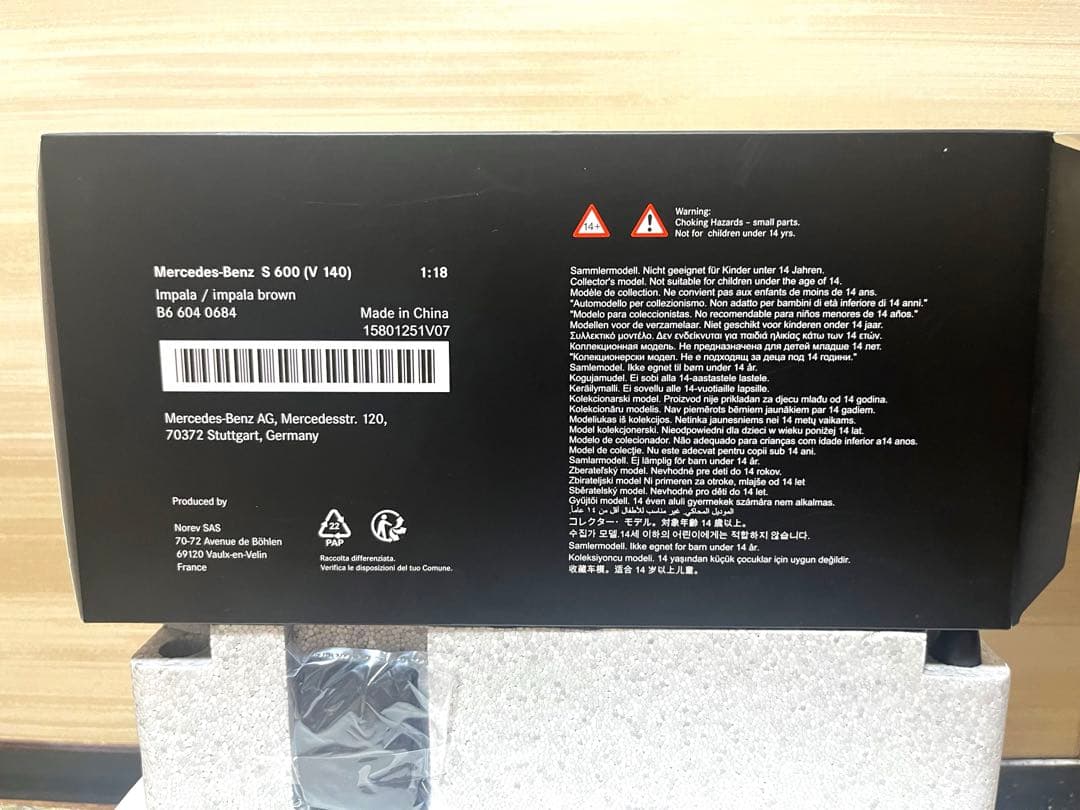 Mercedes-Benz S 600 (V 140) 1:18
Impala / impala brown
B6 604 0684 Made in China
15801251V07
Mercedes-Benz AG, Mercedesstr. 120,
70372 Stuttgart, Germany
Produced by
Norev SAS
70-72 Avenue de Böhlen
69120 Vaulx-en-Velin
France
22
PAP
Raccolta differenziata.
Verifica le disposizioni del tuo Comune.
14+
Warning:
Choking Hazards - small parts.
Not for children under 14 yrs.
Sammlermodell. Nicht geeignet für Kinder unter 14 Jahren.
Collector's model. Not suitable for children under the age of 14.
Modèle de collection. Ne convient pas aux enfants de moins de 14 ans.
"Automodello per collezionismo. Non adatto per bambini di età inferiore di 14 anni."
"Modelo para coleccionistas. No recomendable para niños menores de 14 años."
Modellen voor de verzamelaar. Niet geschikt voor kinderen onder 14 jaar.
Συλλεκτικό μοντέλο. Δεν ενδείκνυται για παιδιά ηλικίας κάτω των 14 ετών.
Коллекционная модель. Не предназначена для детей младше 14 лет.
"Колекционерски модел. Не е подходящ за деца под 14 години."
Samlemodel. Ikke egnet til børn under 14 år.
Kogujamudel. Ei sobi alla 14-aastastele lastele.
Keräilymalli. Ei sovellu alle 14-vuotiaille lapsille.
Kolekcionarski model. Proizvod nije prikladan za djecu mlađu od 14 godina.
Kolekcionāru modelis. Nav piemērots bērniem jaunākiem par 14 gadiem.
Modeliukas iš kolekcijos. Netinka jaunesniems nei 14 metų vaikams.
Model kolekcjonerski. Nieodpowiedni dla dzieci w wieku poniżej 14 lat.
Modelo de colecionador. Não adequado para crianças com idade inferior a14 anos.
Model de colecție. Nu este adecvat pentru copii sub 14 ani.
Samlarmodell. Ej lämplig för barn under 14 år.
Zberateľský model. Nevhodné pre deti do 14 rokov.
Zbirateljski model Ni primeren za otroke, mlajše od 14 let
Sběratelský model. Nevhodné pro děti do 14 let.
Gyűjtői modell. 14 éven aluli gyermekek számára nem alkalmas.
الموديل المحاكي. غير مناسب للأطفال أقل من ١٤ عاماً.
コレクター・モデル。対象年齢 14 歳以上。
수집가 모델.14세 이하의 어린이에게는 적합하지 않습니다.
Samlermodell. Ikke egnet for barn under 14 år.
Koleksiyoncu modeli. 14 yaşından küçük çocuklar için uygun değildir.
收藏车模。适合 14 岁以上儿童。